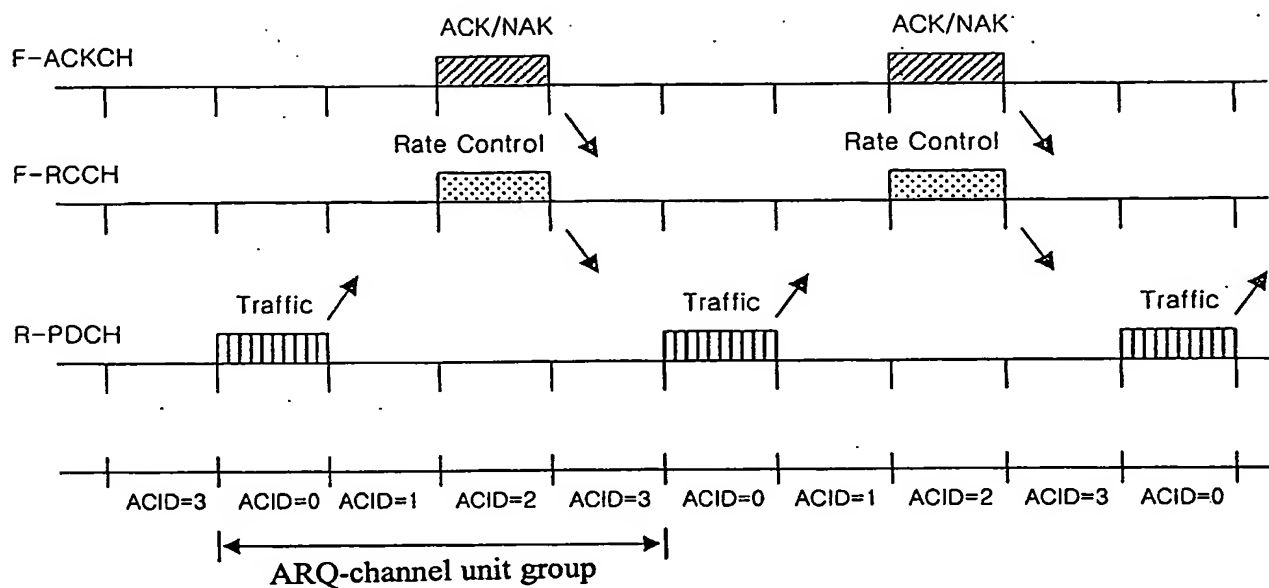 ACK/NAK ACK/NAK
F-ACKCH
Rate Control Rate Control
F-RCCH
Traffic Traffic Traffic
R-PDCH
ACID=3 ACID=0 ACID=1 ACID=2 ACID=3 ACID=0 ACID=1 ACID=2 ACID=3 ACID=0
ARQ-channel unit group